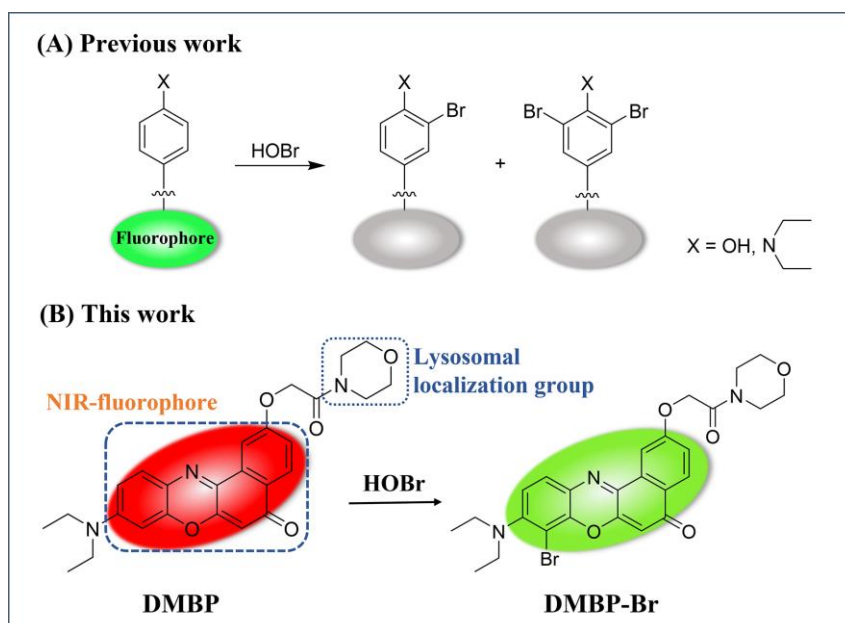 (A) Previous work
X
HOBr
Fluorophore
X
Br
+
X
Br
Br
X = OH,
N
(B) This work
NIR-fluorophore
Lysosomal
localization group
O
N
O
O
N
N
O
O
DMBP
HOBr
O
N
O
O
N
N
O
O
Br
DMBP-Br